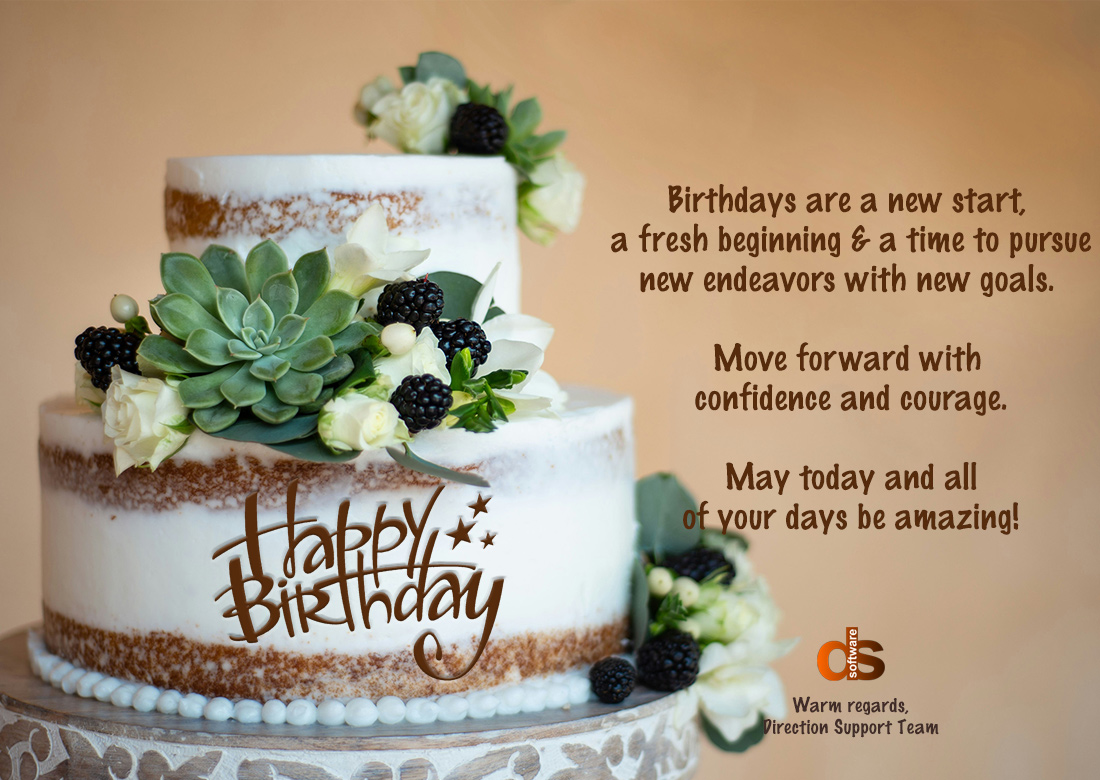 Birthdays are a new start,
a fresh beginning & a time to pursue
new endeavors with new goals.
Move forward with
confidence and courage.
May today and all
of your days be amazing!
Happy
Birthday
ds
software
Warm regards,
Direction Support Team